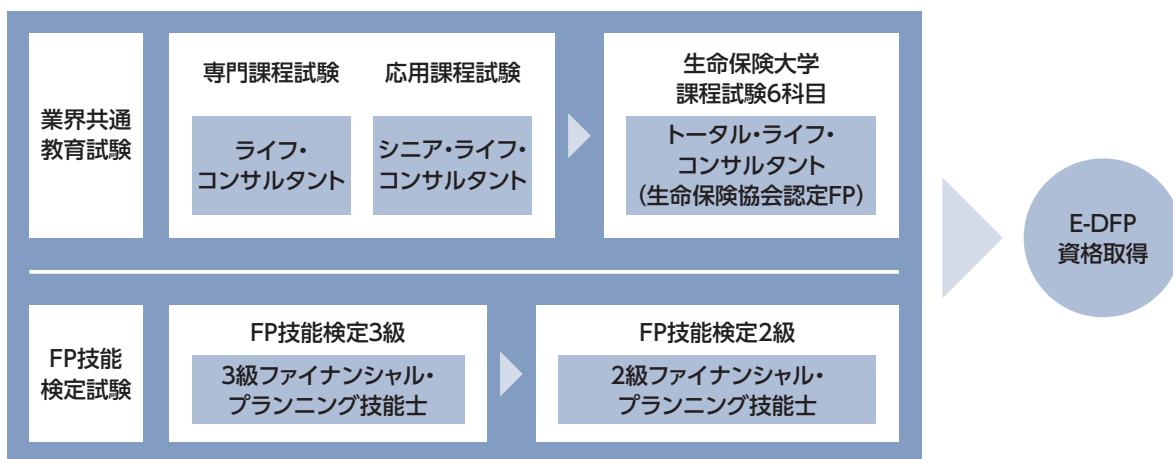 業界共通
教育試験
専門課程試験
ライフ・
コンサルタント
応用課程試験
シニア・ライフ・
コンサルタント
生命保険大学
課程試験6科目
トータル・ライフ・
コンサルタント
(生命保険協会認定FP)
FP技能
検定試験
FP技能検定3級
3級ファイナンシャル・
プランニング技能士
FP技能検定2級
2級ファイナンシャル・
プランニング技能士
E-DFP
資格取得